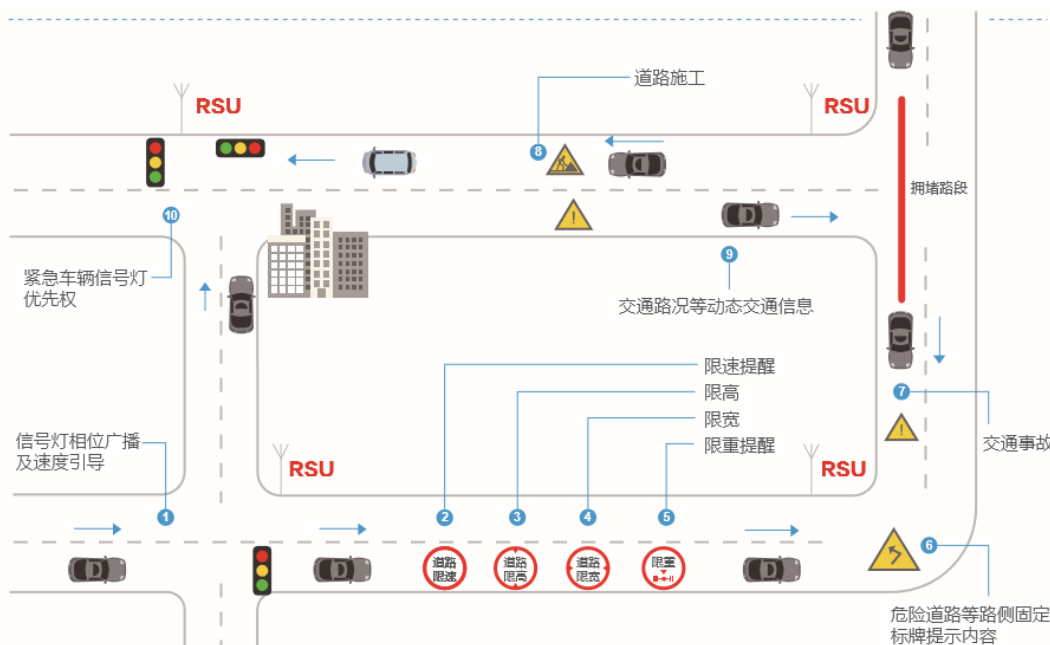 道路施工
RSU
RSU
8
拥堵路段
10
紧急车辆信号灯
优先权
9
交通路况等动态交通信息
限速提醒
限高
限宽
限重提醒
7
交通事故
信号灯相位广播
及速度引导
RSU
RSU
1
2
3
4
5
6
道路
限速
道路
限高
道路
限宽
限重
危险道路等路侧固定
标牌提示内容